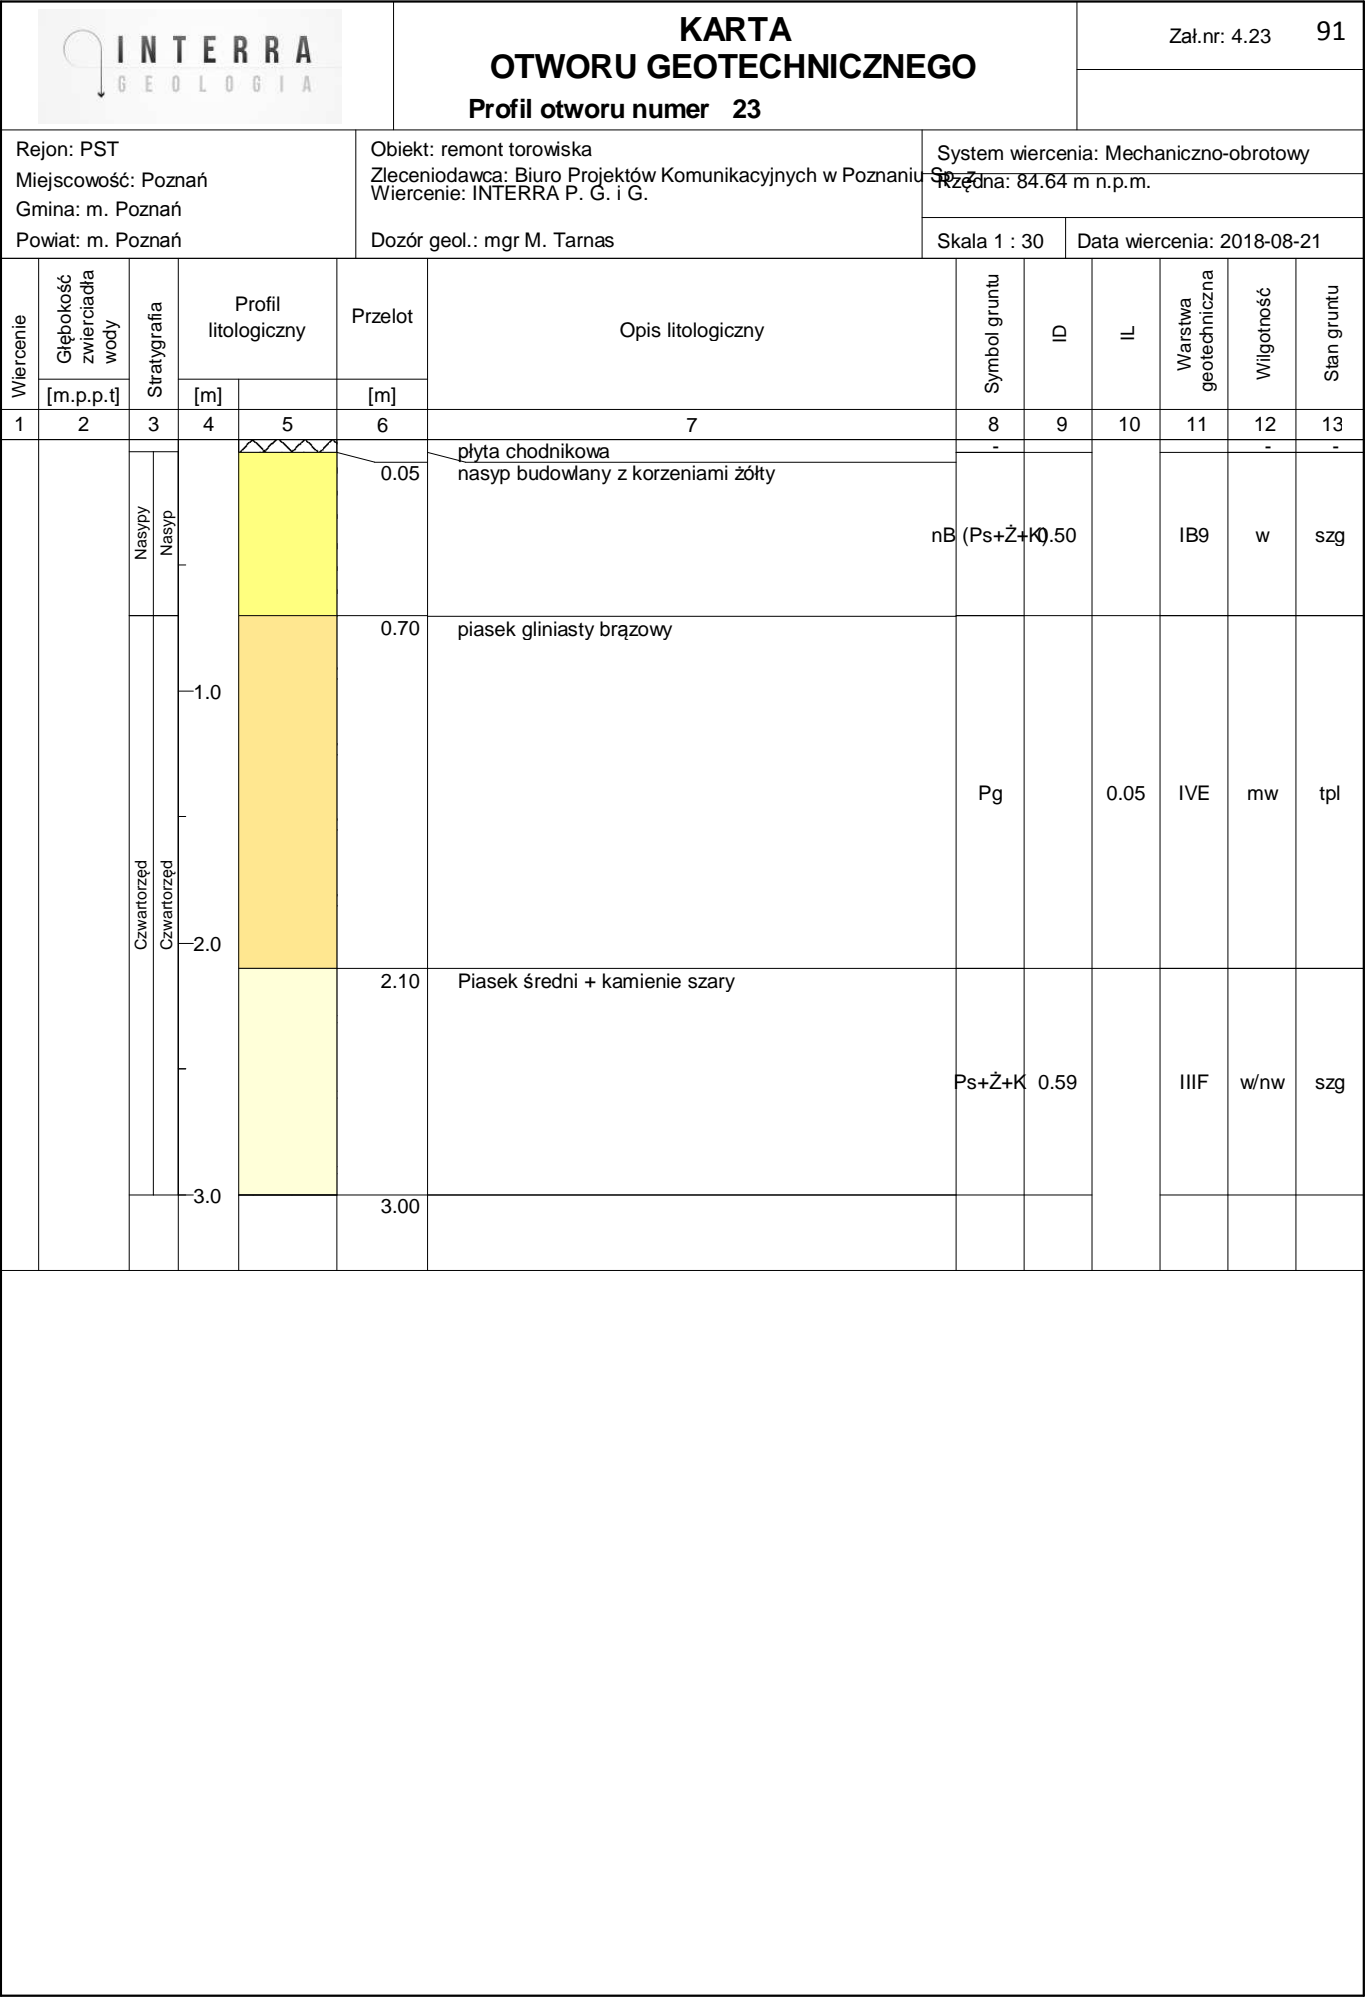 INTERRA
GEOLOGIA
KARTA
OTWORU GEOTECHNICZNEGO
Profil otworu numer 23
Zał.nr: 4.23
91
Rejon: PST
Miejscowość: Poznań
Gmina: m. Poznań
Powiat: m. Poznań
Obiekt: remont torowiska
Zleceniodawca: Biuro Projektów Komunikacyjnych w Poznaniu Sp. z
Wiercenie: INTERRA P. G. i G.
Dozór geol.: mgr M. Tarnas
System wiercenia: Mechaniczno-obrotowy
Rzędna: 84.64 m n.p.m.
Skala 1 : 30
Data wiercenia: 2018-08-21
Wiercenie
Głębokość
zwierciadła
wody
[m.p.p.t]
Stratygrafia
Profil
litologiczny
[m]
Przelot
[m]
Opis litologiczny
Symbol gruntu
ID
IL
Warstwa
geotechniczna
Wilgotność
Stan gruntu
1 2 3 4 5 6 7 8 9 10 11 12 13
płyta chodnikowa - - -
0.05 nasyp budowlany z korzeniami żółty
Nasypy
Nasyp
nB (Ps+Ż+K) 0.50 IB9 w szg
0.70 piasek gliniasty brązowy
1.0
Pg 0.05 IVE mw tpl
Czwartorzęd
Czwartorzęd
2.0
2.10 Piasek średni + kamienie szary
Ps+Ż+K 0.59 IIIF w/nw szg
3.0
3.00